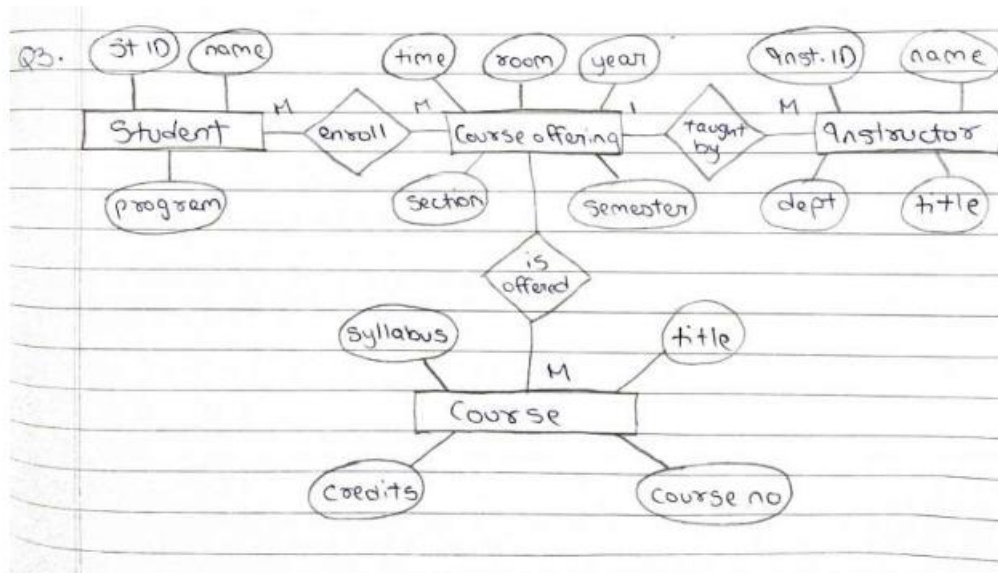 Q3.
St ID name time room year Inst. ID name
M M 1 M
Student enroll Course offering taught by Instructor
program section semester dept title
is offered
syllabus title
M
Course
credits course no